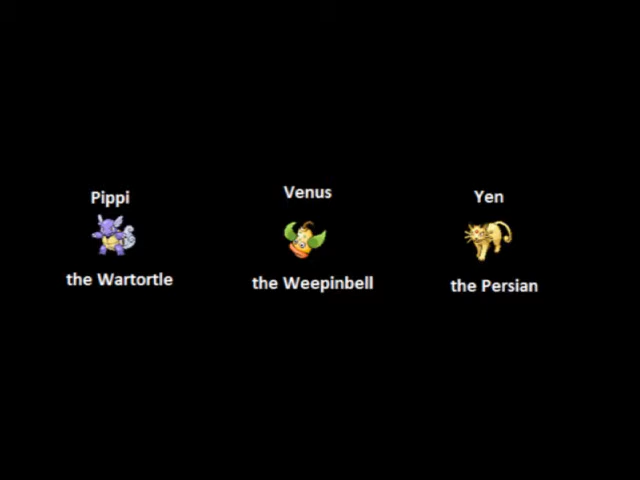 Pippi
the Wartortle
Venus
the Weepinbell
Yen
the Persian